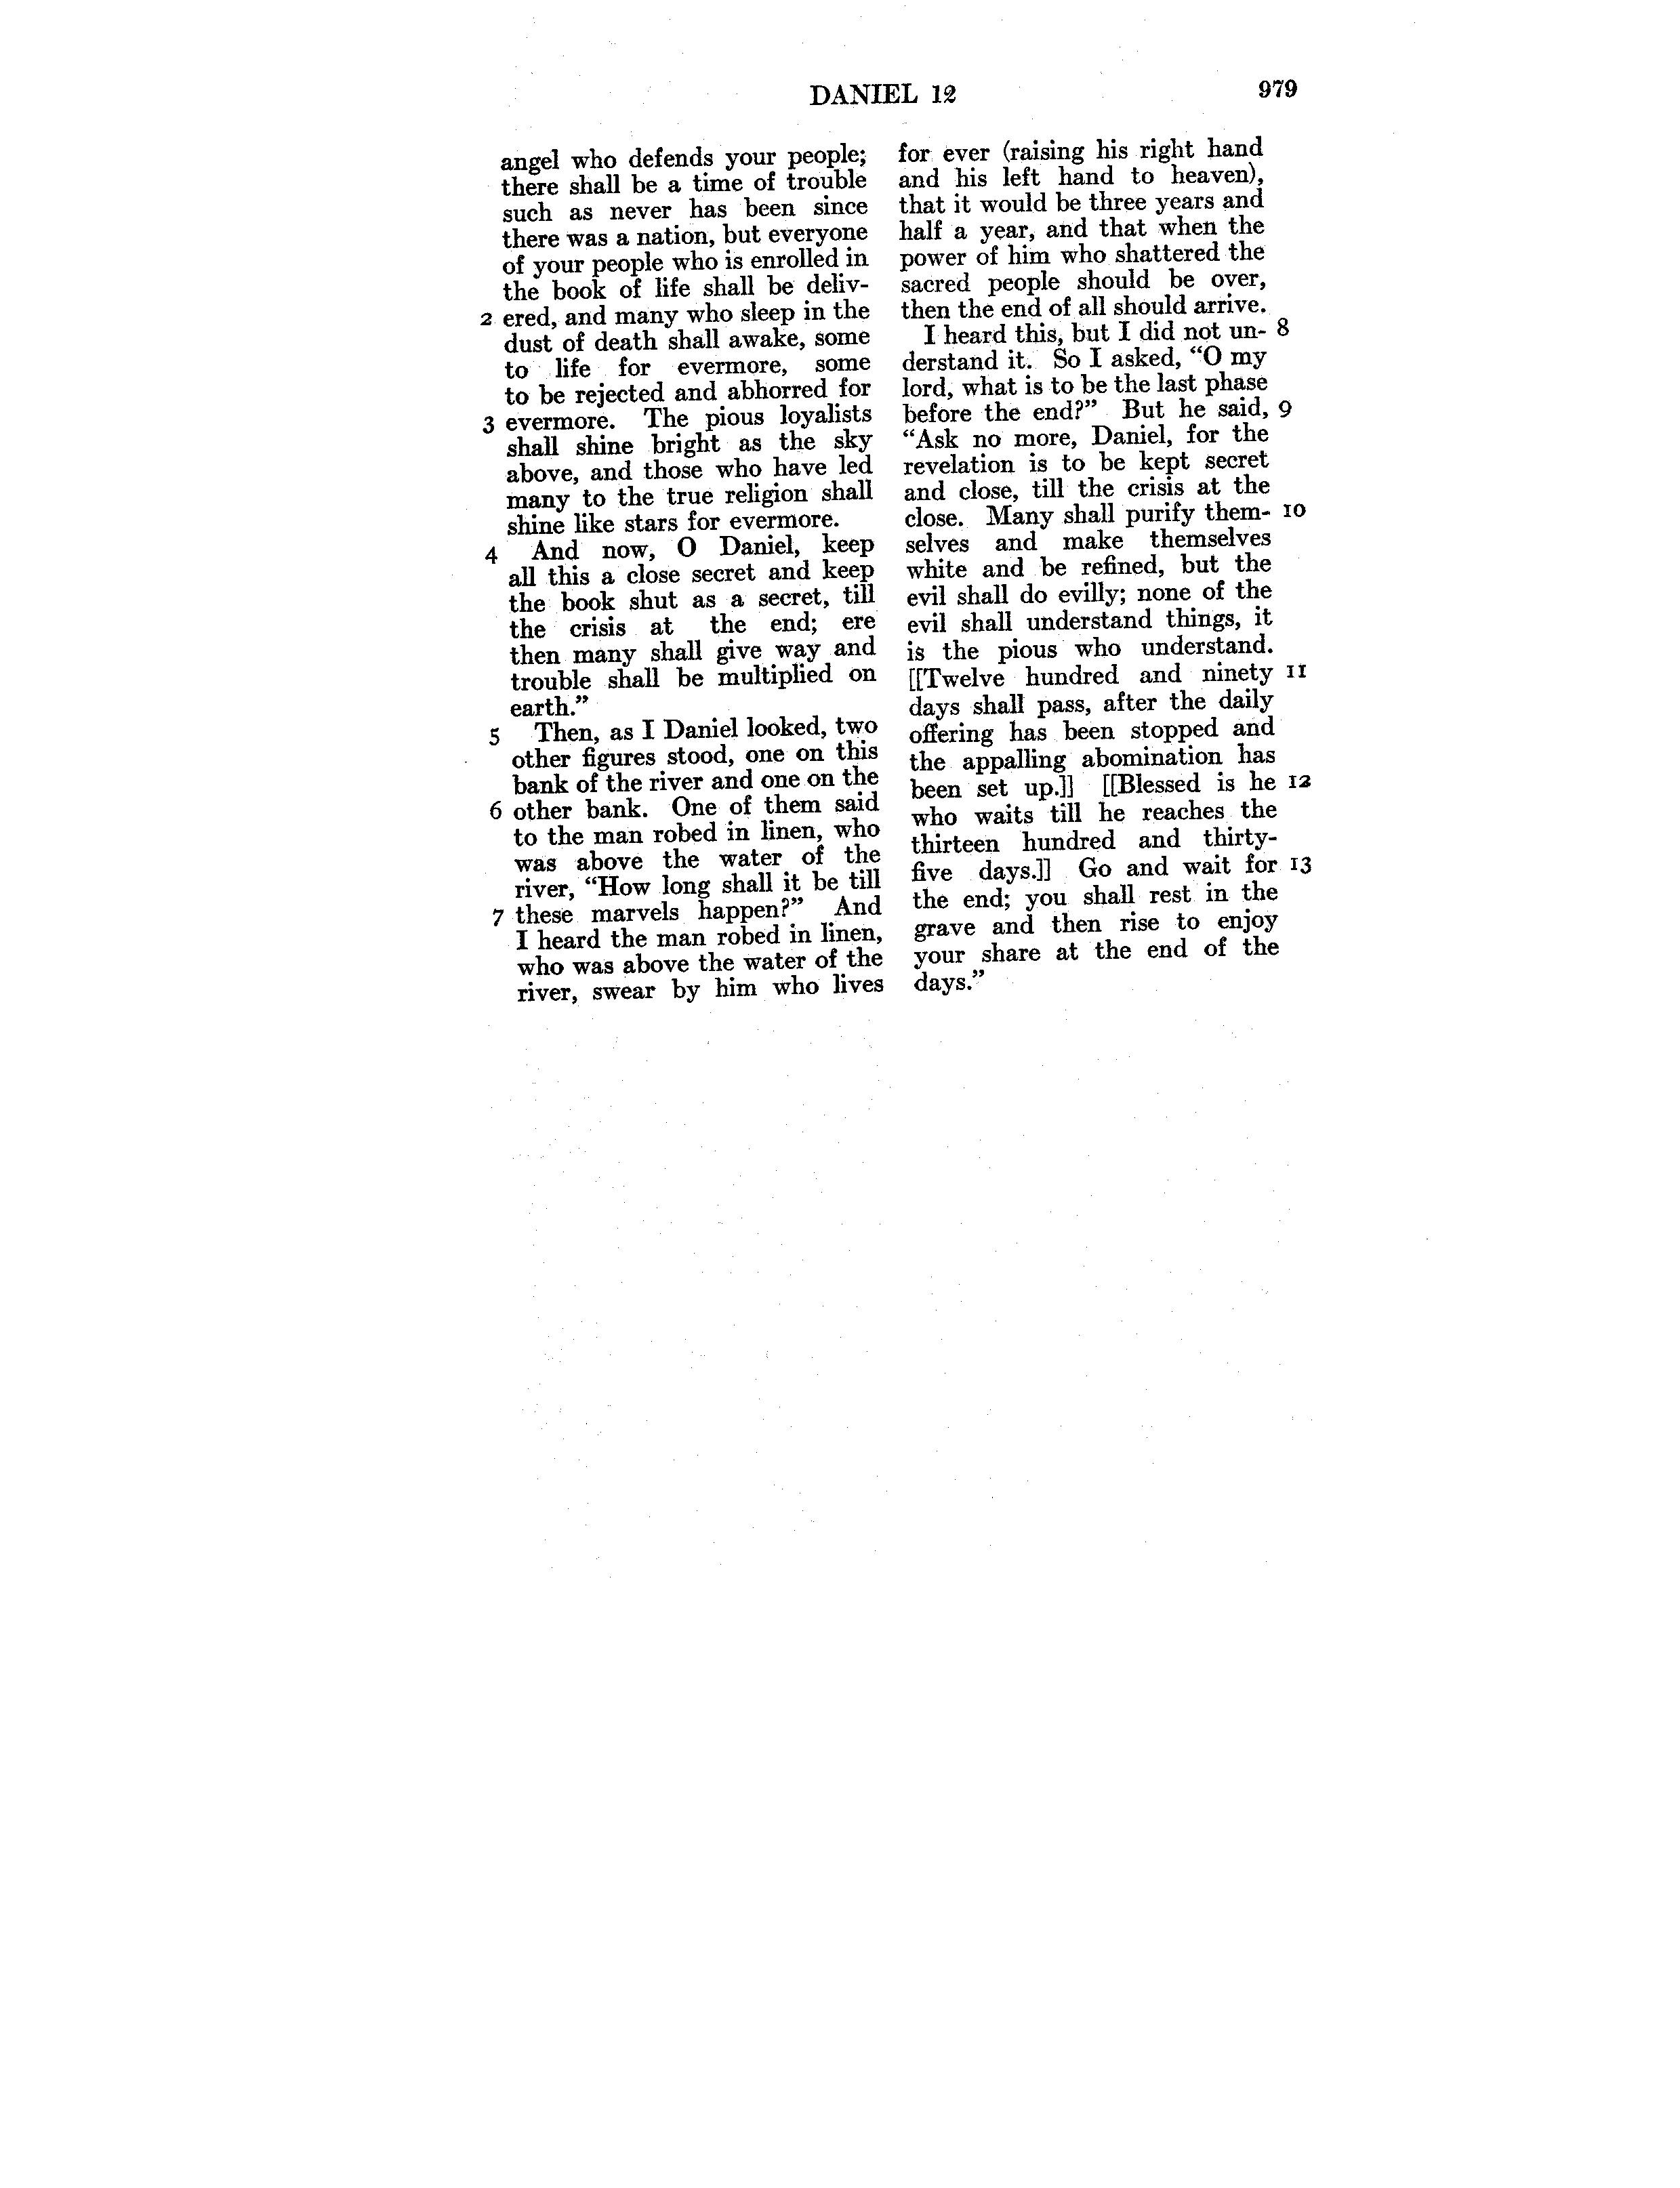 DANIEL 12 979
angel who defends your people;
there shall be a time of trouble
such as never has been since
there was a nation, but everyone
of your people who is enrolled in
the book of life shall be deliv-
2 ered, and many who sleep in the
dust of death shall awake, some
to life for evermore, some
to be rejected and abhorred for
3 evermore. The pious loyalists
shall shine bright as the sky
above, and those who have led
many to the true religion shall
shine like stars for evermore.
4 And now, O Daniel, keep
all this a close secret and keep
the book shut as a secret, till
the crisis at the end; ere
then many shall give way and
trouble shall be multiplied on
earth.”
5 Then, as I Daniel looked, two
other figures stood, one on this
bank of the river and one on the
6 other bank. One of them said
to the man robed in linen, who
was above the water of the
river, “How long shall it be till
7 these marvels happen?” And
I heard the man robed in linen,
who was above the water of the
river, swear by him who lives
for ever (raising his right hand
and his left hand to heaven),
that it would be three years and
half a year, and that when the
power of him who shattered the
sacred people should be over,
then the end of all should arrive.
I heard this, but I did not un- 8
derstand it. So I asked, “O my
lord, what is to be the last phase
before the end?” But he said, 9
“Ask no more, Daniel, for the
revelation is to be kept secret
and close, till the crisis at the
close. Many shall purify them- 10
selves and make themselves
white and be refined, but the
evil shall do evilly; none of the
evil shall understand things, it
is the pious who understand.
[[Twelve hundred and ninety 11
days shall pass, after the daily
offering has been stopped and
the appalling abomination has
been set up.]] [[Blessed is he 12
who waits till he reaches the
thirteen hundred and thirty-
five days.]] Go and wait for 13
the end; you shall rest in the
grave and then rise to enjoy
your share at the end of the
days.”